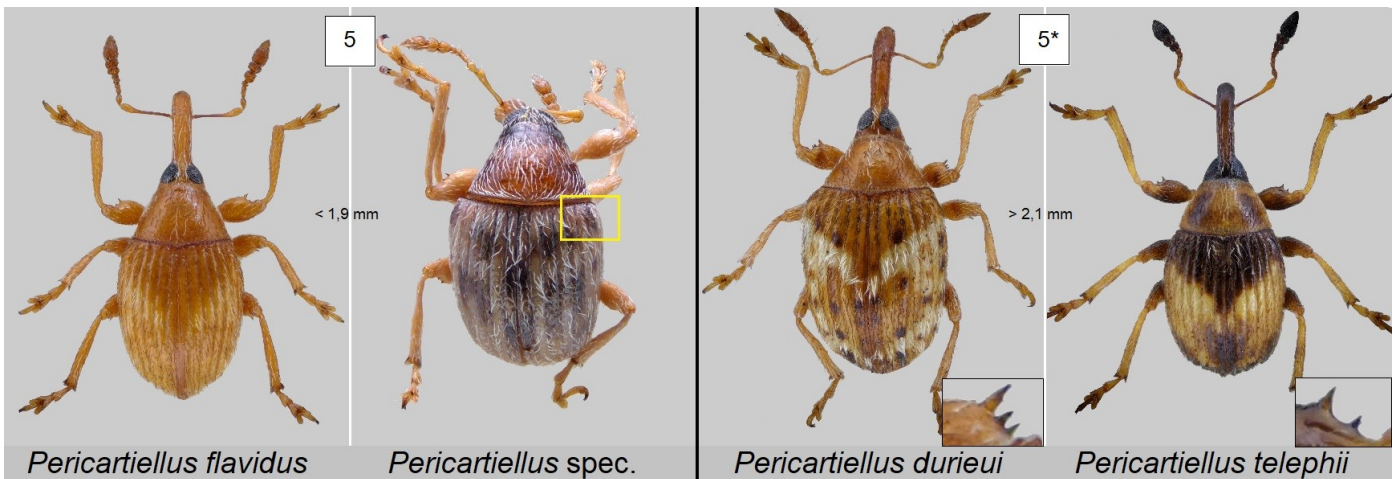 5
5*
< 1,9 mm
> 2,1 mm
Pericartiellus flavidus
Pericartiellus spec.
Pericartiellus durieui
Pericartiellus telephii